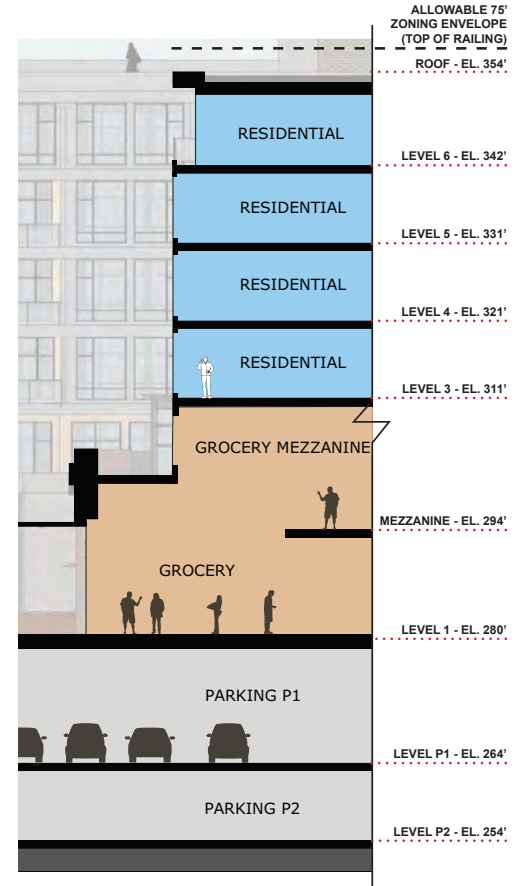 ALLOWABLE 75'
ZONING ENVELOPE
(TOP OF RAILING)
ROOF - EL. 354'
RESIDENTIAL
LEVEL 6 - EL. 342'
RESIDENTIAL
LEVEL 5 - EL. 331'
RESIDENTIAL
LEVEL 4 - EL. 321'
RESIDENTIAL
LEVEL 3 - EL. 311'
GROCERY MEZZANINE
MEZZANINE - EL. 294'
GROCERY
LEVEL 1 - EL. 280'
PARKING P1
LEVEL P1 - EL. 264'
PARKING P2
LEVEL P2 - EL. 254'